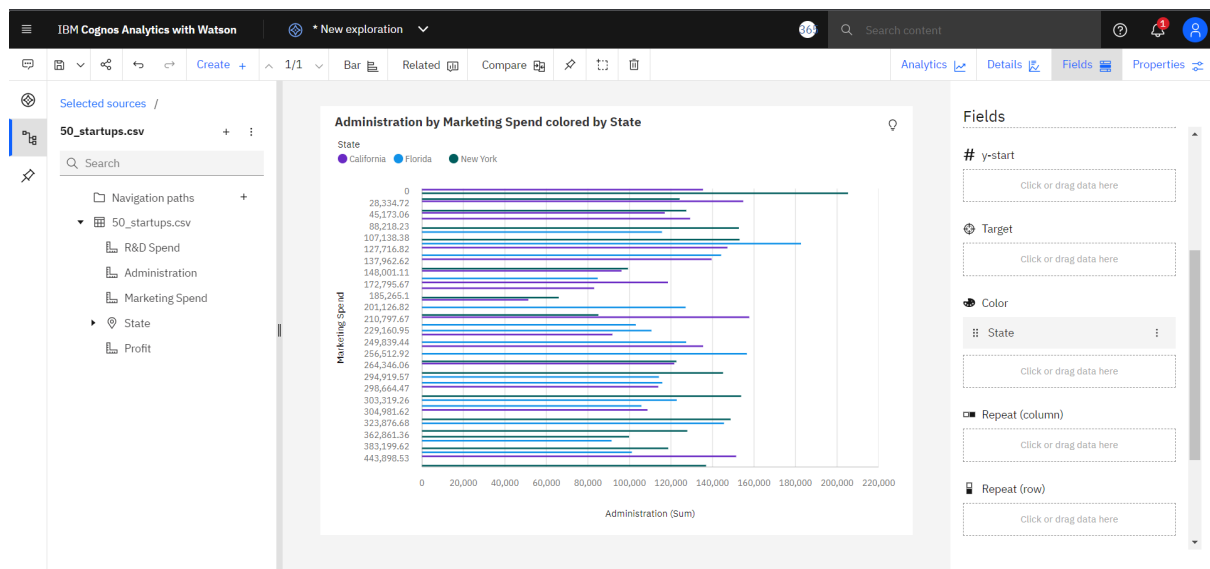 IBM Cognos Analytics with Watson
* New exploration
Search content
1
Create +
1/1
Bar
Related
Compare
Analytics
Details
Fields
Properties
Selected sources /
50_startups.csv
Search
Navigation paths
50_startups.csv
R&D Spend
Administration
Marketing Spend
State
Profit
Administration by Marketing Spend colored by State
State
California Florida New York
Marketing Spend
0
28,334.72
45,173.06
88,218.23
107,138.38
127,716.82
137,962.62
148,001.11
172,795.67
185,265.1
201,126.82
210,797.67
229,160.95
249,839.44
256,512.92
264,346.06
294,919.57
298,664.47
303,319.26
304,981.62
323,876.68
362,861.36
383,199.62
443,898.53
0 20,000 40,000 60,000 80,000 100,000 120,000 140,000 160,000 180,000 200,000 220,000
Administration (Sum)
Fields
# y-start
Click or drag data here
Target
Click or drag data here
Color
State
Click or drag data here
Repeat (column)
Click or drag data here
Repeat (row)
Click or drag data here